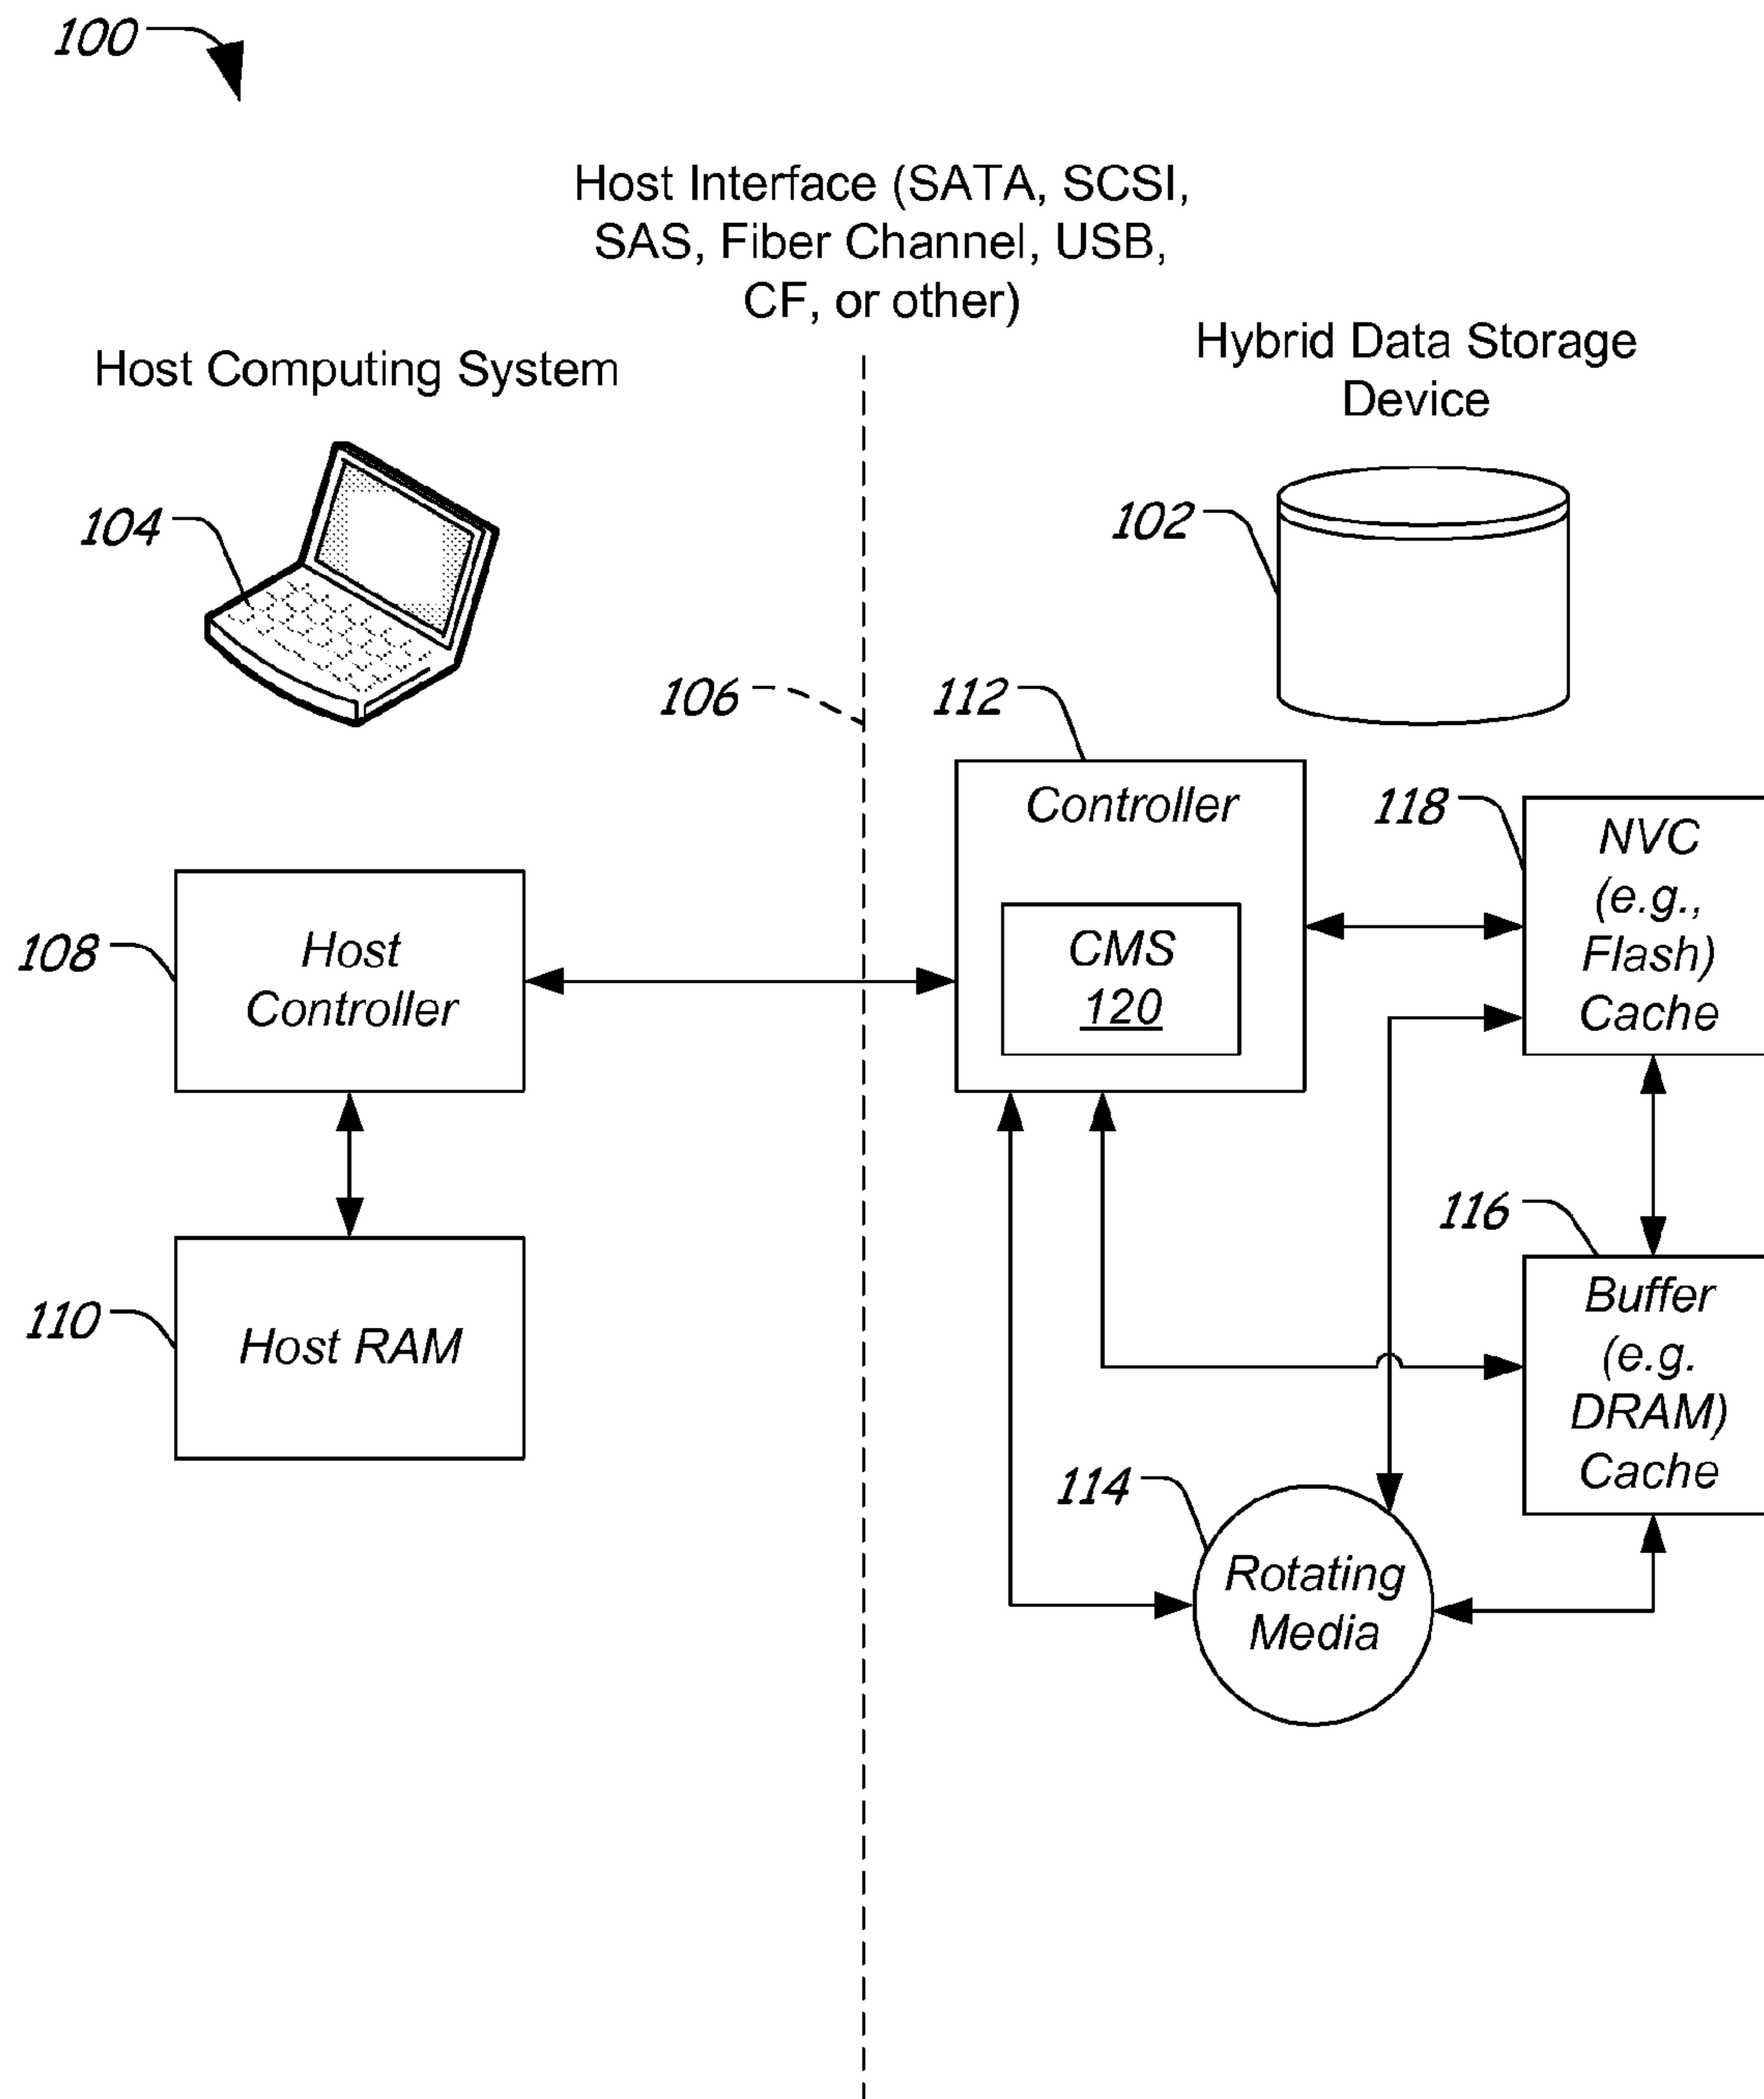 100
Host Interface (SATA, SCSI,
SAS, Fiber Channel, USB,
CF, or other)
Host Computing System
Hybrid Data Storage
Device
104
102
106
112
Controller
118
NVC
(e.g.,
Flash)
Cache
CMS
120
108
Host
Controller
116
Buffer
(e.g.
DRAM)
Cache
110
Host RAM
114
Rotating
Media